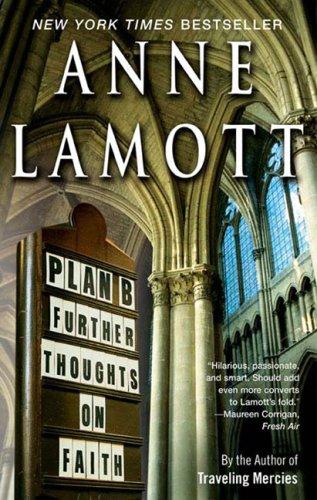 NEW YORK TIMES BESTSELLER
ANNE
LAMOTT
PLAN B
FURTHER
THOUGHTS
ON
FAITH
"Hilarious, passionate,
and smart. Should add
even more converts
to Lamott's fold."
—Maureen Corrigan,
Fresh Air
By the Author of
Traveling Mercies